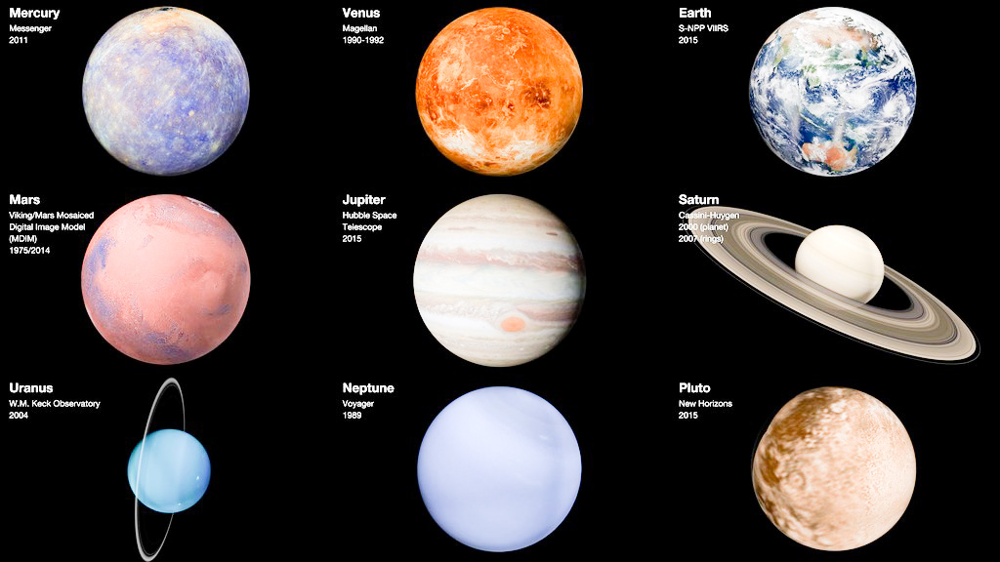 Mercury
Messenger
2011
Venus
Magellan
1990-1992
Earth
S-NPP VIIRS
2015
Mars
Viking/Mars Mosaiced
Digital Image Model
(MDIM)
1975/2014
Jupiter
Hubble Space
Telescope
2015
Saturn
Cassini-Huygen
2000 (planet)
2007 (rings)
Uranus
W.M. Keck Observatory
2004
Neptune
Voyager
1989
Pluto
New Horizons
2015